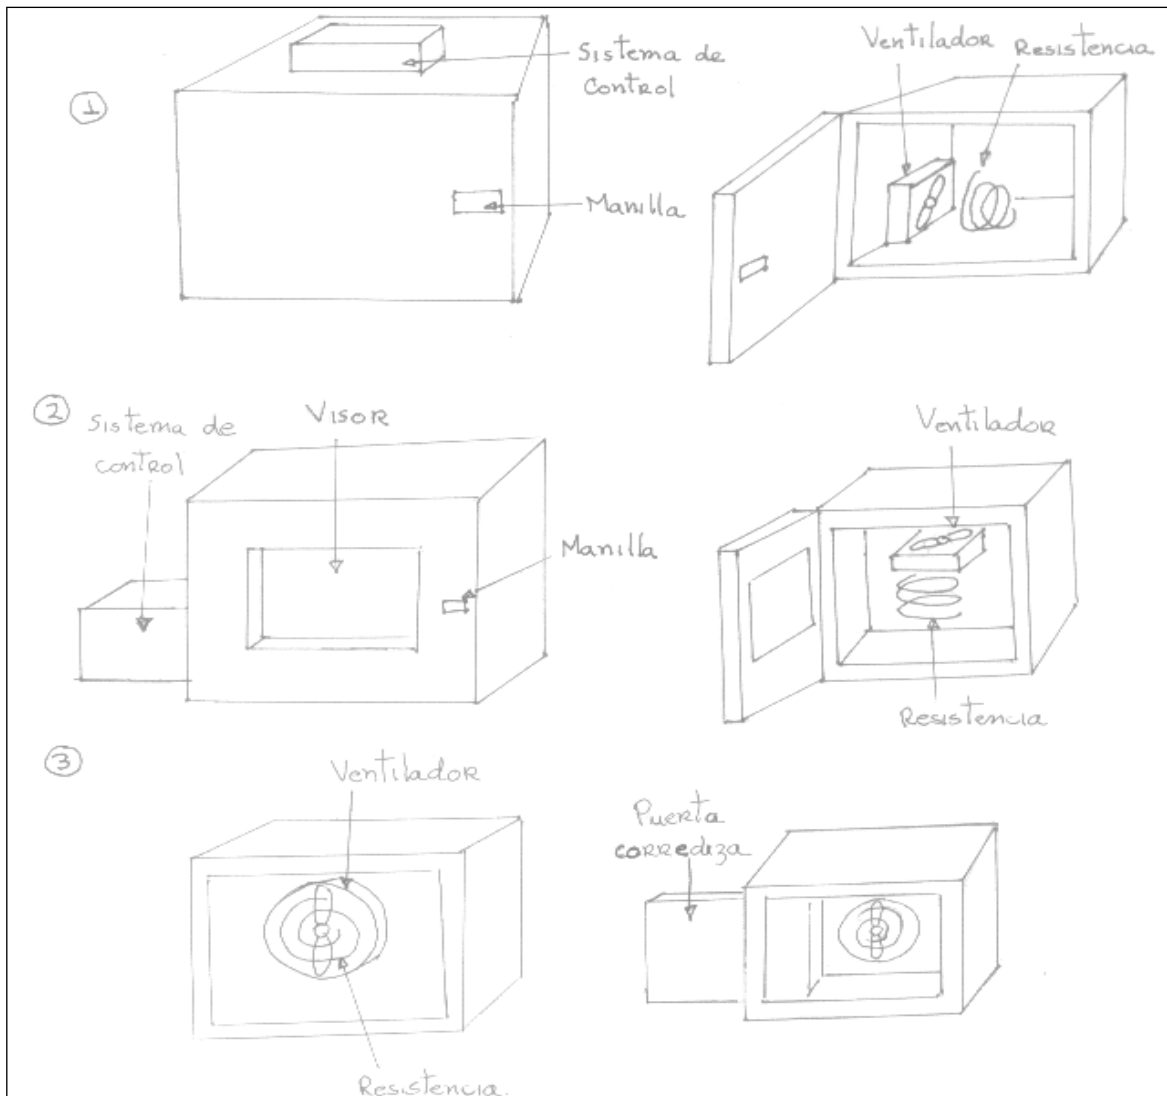 1
Sistema de
Control
Manilla
Ventilador
Resistencia
2
Sistema de
control
VISOR
Manilla
Ventilador
Resistencia
3
Ventilador
Resistencia.
Puerta
corrediza